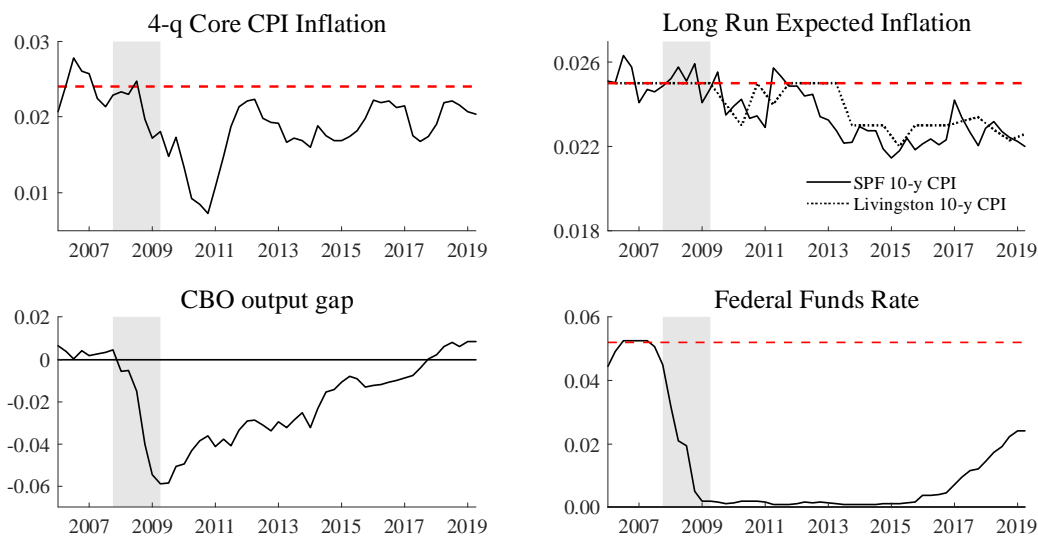 4-q Core CPI Inflation
0.03
0.02
0.01
2007 2009 2011 2013 2015 2017 2019
Long Run Expected Inflation
0.026
0.022
0.018
SPF 10-y CPI
Livingston 10-y CPI
2007 2009 2011 2013 2015 2017 2019
CBO output gap
0.02
0
-0.02
-0.04
-0.06
2007 2009 2011 2013 2015 2017 2019
Federal Funds Rate
0.06
0.04
0.02
0.00
2007 2009 2011 2013 2015 2017 2019